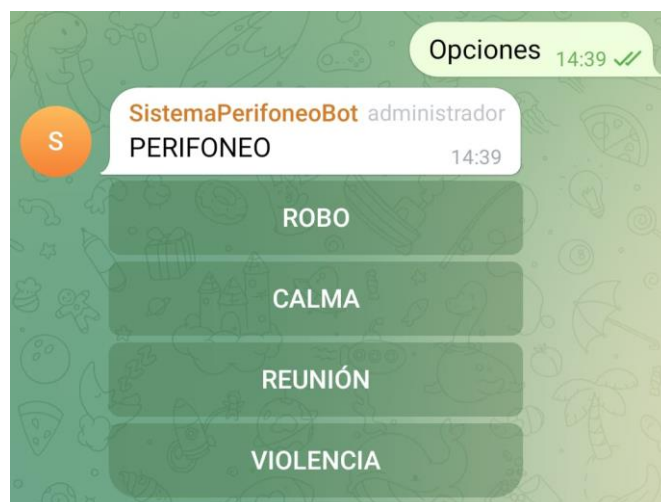 Opciones 14:39
S
SistemaPerifoneoBot administrador
PERIFONEO
14:39
ROBO
CALMA
REUNIÓN
VIOLENCIA